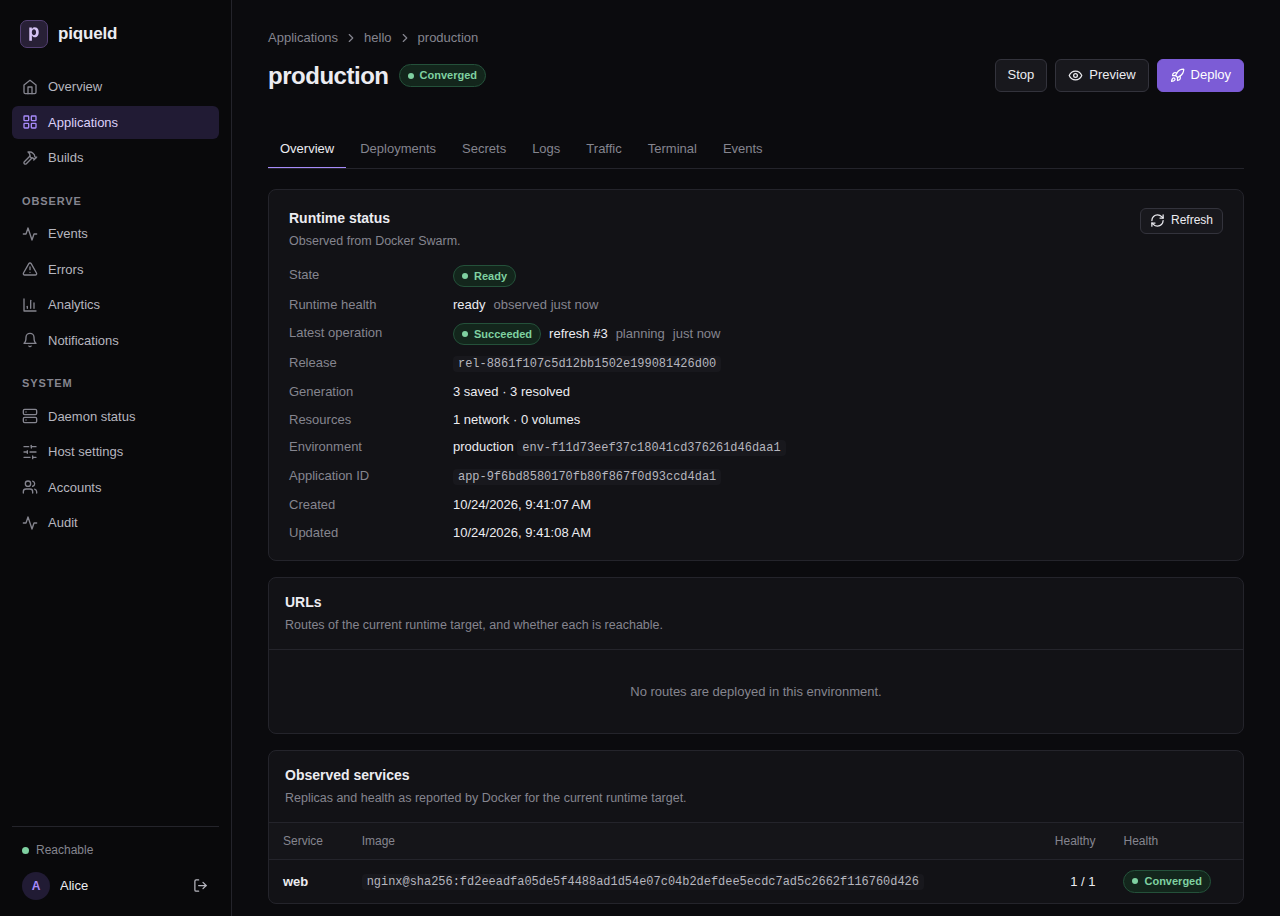 piqueld
Overview
Applications
Builds
OBSERVE
Events
Errors
Analytics
Notifications
SYSTEM
Daemon status
Host settings
Accounts
Audit
Reachable
A Alice
Applications > hello > production
production Converged
Stop Preview Deploy
Overview Deployments Secrets Logs Traffic Terminal Events
Runtime status
Refresh
Observed from Docker Swarm.
State Ready
Runtime health ready observed just now
Latest operation Succeeded refresh #3 planning just now
Release rel-8861f107c5d12bb1502e199081426d00
Generation 3 saved · 3 resolved
Resources 1 network · 0 volumes
Environment production env-f11d73eef37c18041cd376261d46daa1
Application ID app-9f6bd8580170fb80f867f0d93ccd4da1
Created 10/24/2026, 9:41:07 AM
Updated 10/24/2026, 9:41:08 AM
URLs
Routes of the current runtime target, and whether each is reachable.
No routes are deployed in this environment.
Observed services
Replicas and health as reported by Docker for the current runtime target.
Service Image Healthy Health
web nginx@sha256:fd2eeadfa05de5f4488ad1d54e07c04b2defdee5ecdc7ad5c2662f116760d426 1 / 1 Converged